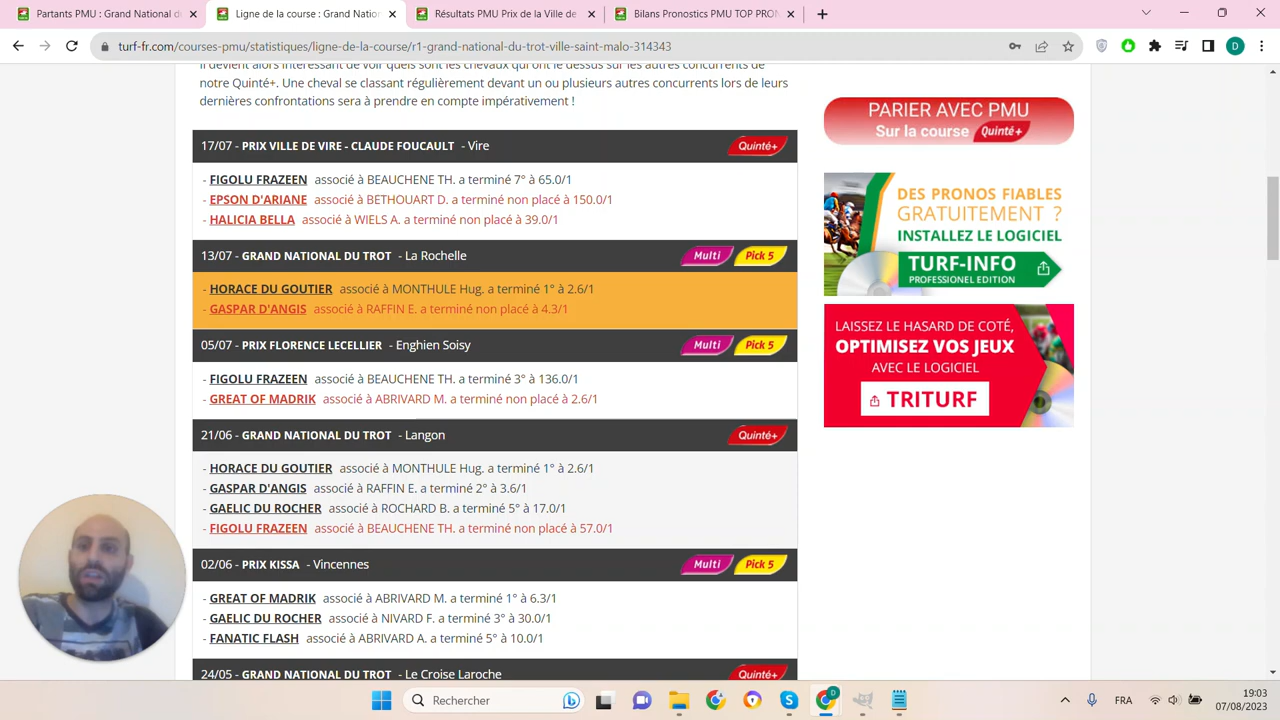 Partants PMU : Grand National d
Ligne de la course : Grand Nation
Résultats PMU Prix de la Ville de
Bilans Pronostics PMU TOP PRON
turf-fr.com/courses-pmu/statistiques/ligne-de-la-course/r1-grand-national-du-trot-ville-saint-malo-314343
D
Il devient alors intéressant de voir quels sont les chevaux qui ont le dessus sur les autres concurrents de
notre Quinté+. Une cheval se classant régulièrement devant un ou plusieurs autres concurrents lors de leurs
dernières confrontations sera à prendre en compte impérativement !
17/07 - PRIX VILLE DE VIRE - CLAUDE FOUCAULT - Vire Quinté+
- FIGOLU FRAZEEN associé à BEAUCHENE TH. a terminé 7° à 65.0/1
- EPSON D'ARIANE associé à BETHOUART D. a terminé non placé à 150.0/1
- HALICIA BELLA associé à WIELS A. a terminé non placé à 39.0/1
13/07 - GRAND NATIONAL DU TROT - La Rochelle Multi Pick 5
- HORACE DU GOUTIER associé à MONTHULE Hug. a terminé 1° à 2.6/1
- GASPAR D'ANGIS associé à RAFFIN E. a terminé non placé à 4.3/1
05/07 - PRIX FLORENCE LECELLIER - Enghien Soisy Multi Pick 5
- FIGOLU FRAZEEN associé à BEAUCHENE TH. a terminé 3° à 136.0/1
- GREAT OF MADRIK associé à ABRIVARD M. a terminé non placé à 2.6/1
21/06 - GRAND NATIONAL DU TROT - Langon Quinté+
- HORACE DU GOUTIER associé à MONTHULE Hug. a terminé 1° à 2.6/1
- GASPAR D'ANGIS associé à RAFFIN E. a terminé 2° à 3.6/1
- GAELIC DU ROCHER associé à ROCHARD B. a terminé 5° à 17.0/1
- FIGOLU FRAZEEN associé à BEAUCHENE TH. a terminé non placé à 57.0/1
02/06 - PRIX KISSA - Vincennes Multi Pick 5
- GREAT OF MADRIK associé à ABRIVARD M. a terminé 1° à 6.3/1
- GAELIC DU ROCHER associé à NIVARD F. a terminé 3° à 30.0/1
- FANATIC FLASH associé à ABRIVARD A. a terminé 5° à 10.0/1
24/05 - GRAND NATIONAL DU TROT - Le Croise Laroche Quinté+
PARIER AVEC PMU
Sur la course Quinté+
DES PRONOS FIABLES
GRATUITEMENT ?
INSTALLEZ LE LOGICIEL
TURF-INFO
PROFESSIONEL EDITION
LAISSEZ LE HASARD DE COTÉ,
OPTIMISEZ VOS JEUX
AVEC LE LOGICIEL
TRITURF
Rechercher
FRA
19:03
07/08/2023